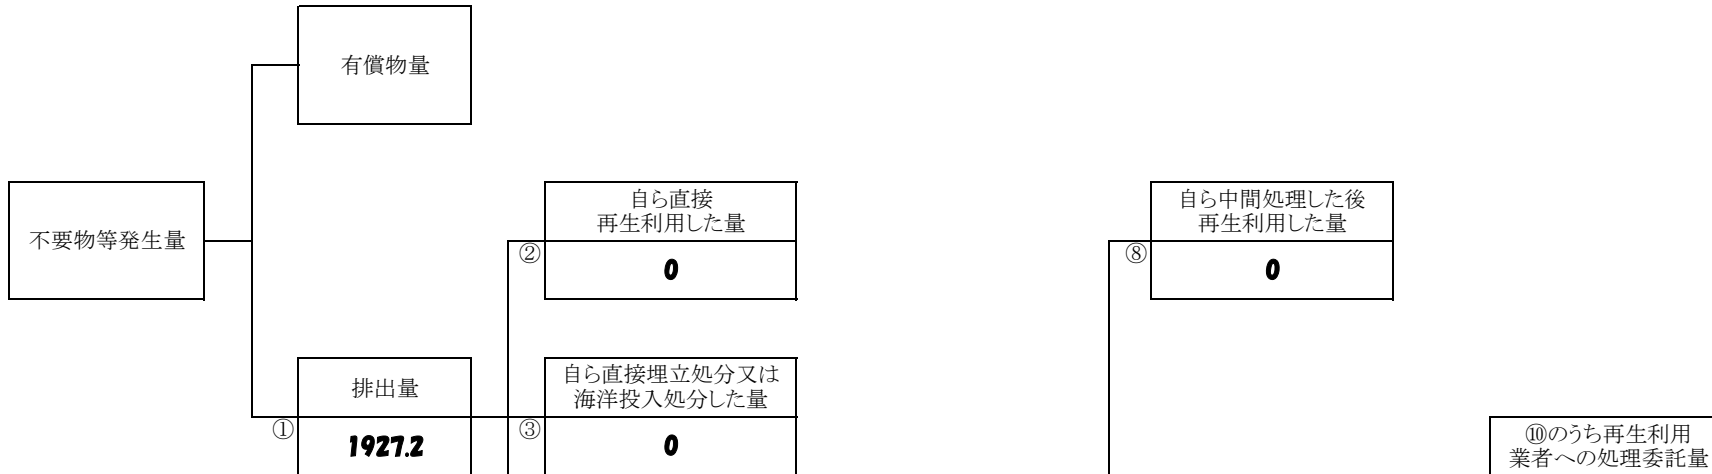 有償物量
不要物等発生量
自ら直接
再生利用した量
②
0
自ら中間処理した後
再生利用した量
⑧
0
排出量
①
1927.2
自ら直接埋立処分又は
海洋投入処分した量
③
0
⑩のうち再生利用
業者への処理委託量